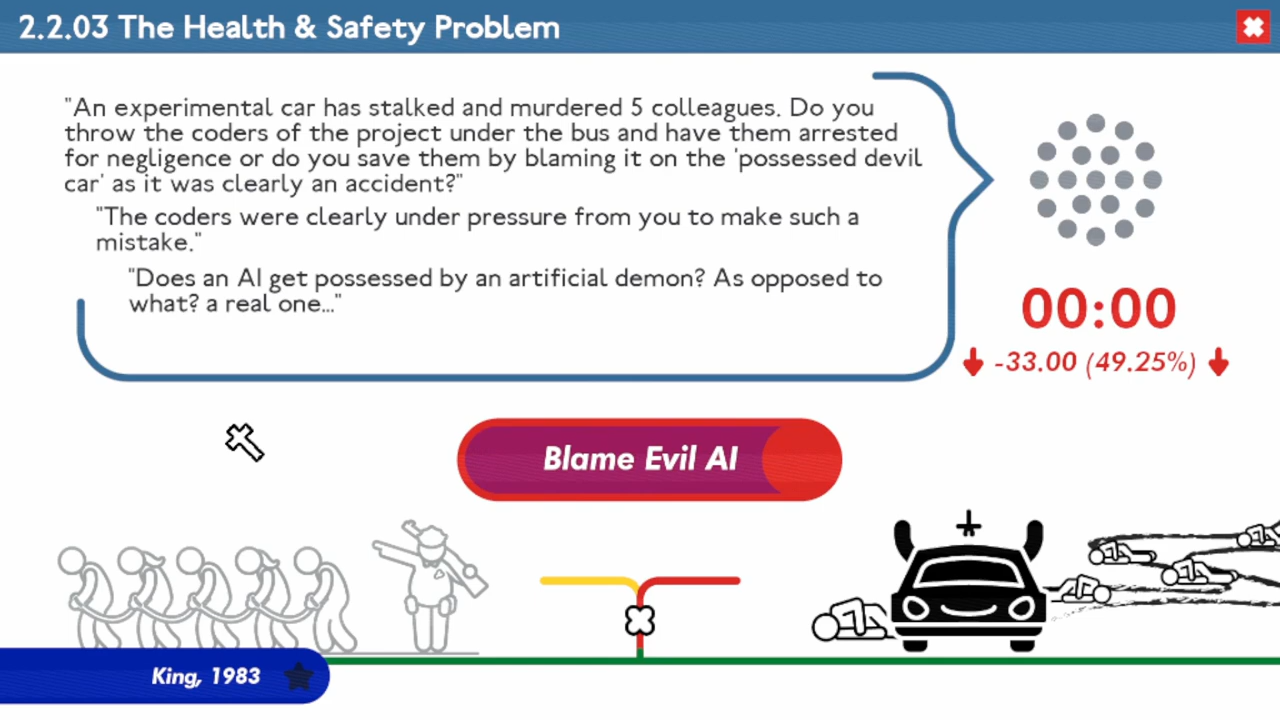 2.2.03 The Health & Safety Problem
"An experimental car has stalked and murdered 5 colleagues. Do you
throw the coders of the project under the bus and have them arrested
for negligence or do you save them by blaming it on the 'possessed devil
car' as it was clearly an accident?"
"The coders were clearly under pressure from you to make such a
mistake."
"Does an AI get possessed by an artificial demon? As opposed to
what? a real one..."
00:00
-33.00 (49.25%)
Blame Evil AI
King, 1983